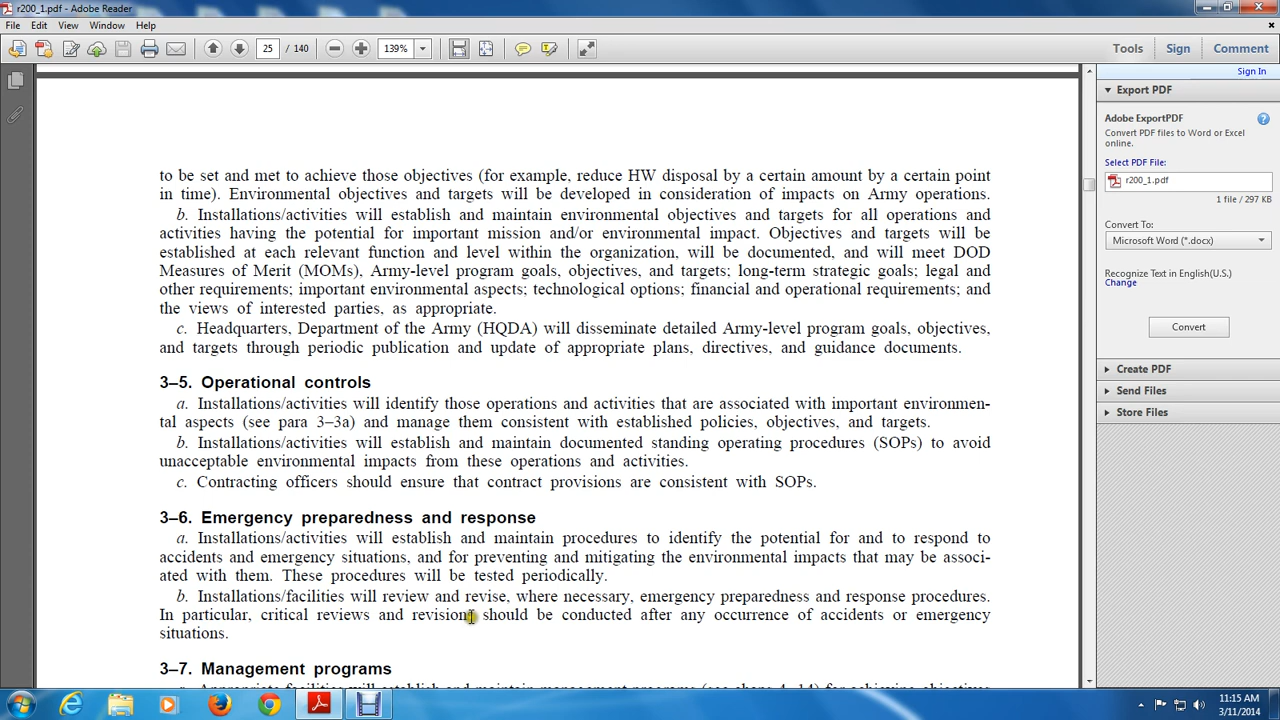 r200_1.pdf - Adobe Reader
File Edit View Window Help
25 / 140 139% Tools Sign Comment
Sign In
Export PDF
Adobe ExportPDF
Convert PDF files to Word or Excel
online.
Select PDF File:
r200_1.pdf
1 file / 297 KB
Convert To:
Microsoft Word (*.docx)
Recognize Text in English(U.S.)
Change
Convert
Create PDF
Send Files
Store Files
to be set and met to achieve those objectives (for example, reduce HW disposal by a certain amount by a certain point
in time). Environmental objectives and targets will be developed in consideration of impacts on Army operations.
b. Installations/activities will establish and maintain environmental objectives and targets for all operations and
activities having the potential for important mission and/or environmental impact. Objectives and targets will be
established at each relevant function and level within the organization, will be documented, and will meet DOD
Measures of Merit (MOMs), Army-level program goals, objectives, and targets; long-term strategic goals; legal and
other requirements; important environmental aspects; technological options; financial and operational requirements; and
the views of interested parties, as appropriate.
c. Headquarters, Department of the Army (HQDA) will disseminate detailed Army-level program goals, objectives,
and targets through periodic publication and update of appropriate plans, directives, and guidance documents.
3–5. Operational controls
a. Installations/activities will identify those operations and activities that are associated with important environmen-
tal aspects (see para 3–3a) and manage them consistent with established policies, objectives, and targets.
b. Installations/activities will establish and maintain documented standing operating procedures (SOPs) to avoid
unacceptable environmental impacts from these operations and activities.
c. Contracting officers should ensure that contract provisions are consistent with SOPs.
3–6. Emergency preparedness and response
a. Installations/activities will establish and maintain procedures to identify the potential for and to respond to
accidents and emergency situations, and for preventing and mitigating the environmental impacts that may be associ-
ated with them. These procedures will be tested periodically.
b. Installations/facilities will review and revise, where necessary, emergency preparedness and response procedures.
In particular, critical reviews and revisions should be conducted after any occurrence of accidents or emergency
situations.
3–7. Management programs
11:15 AM
3/11/2014